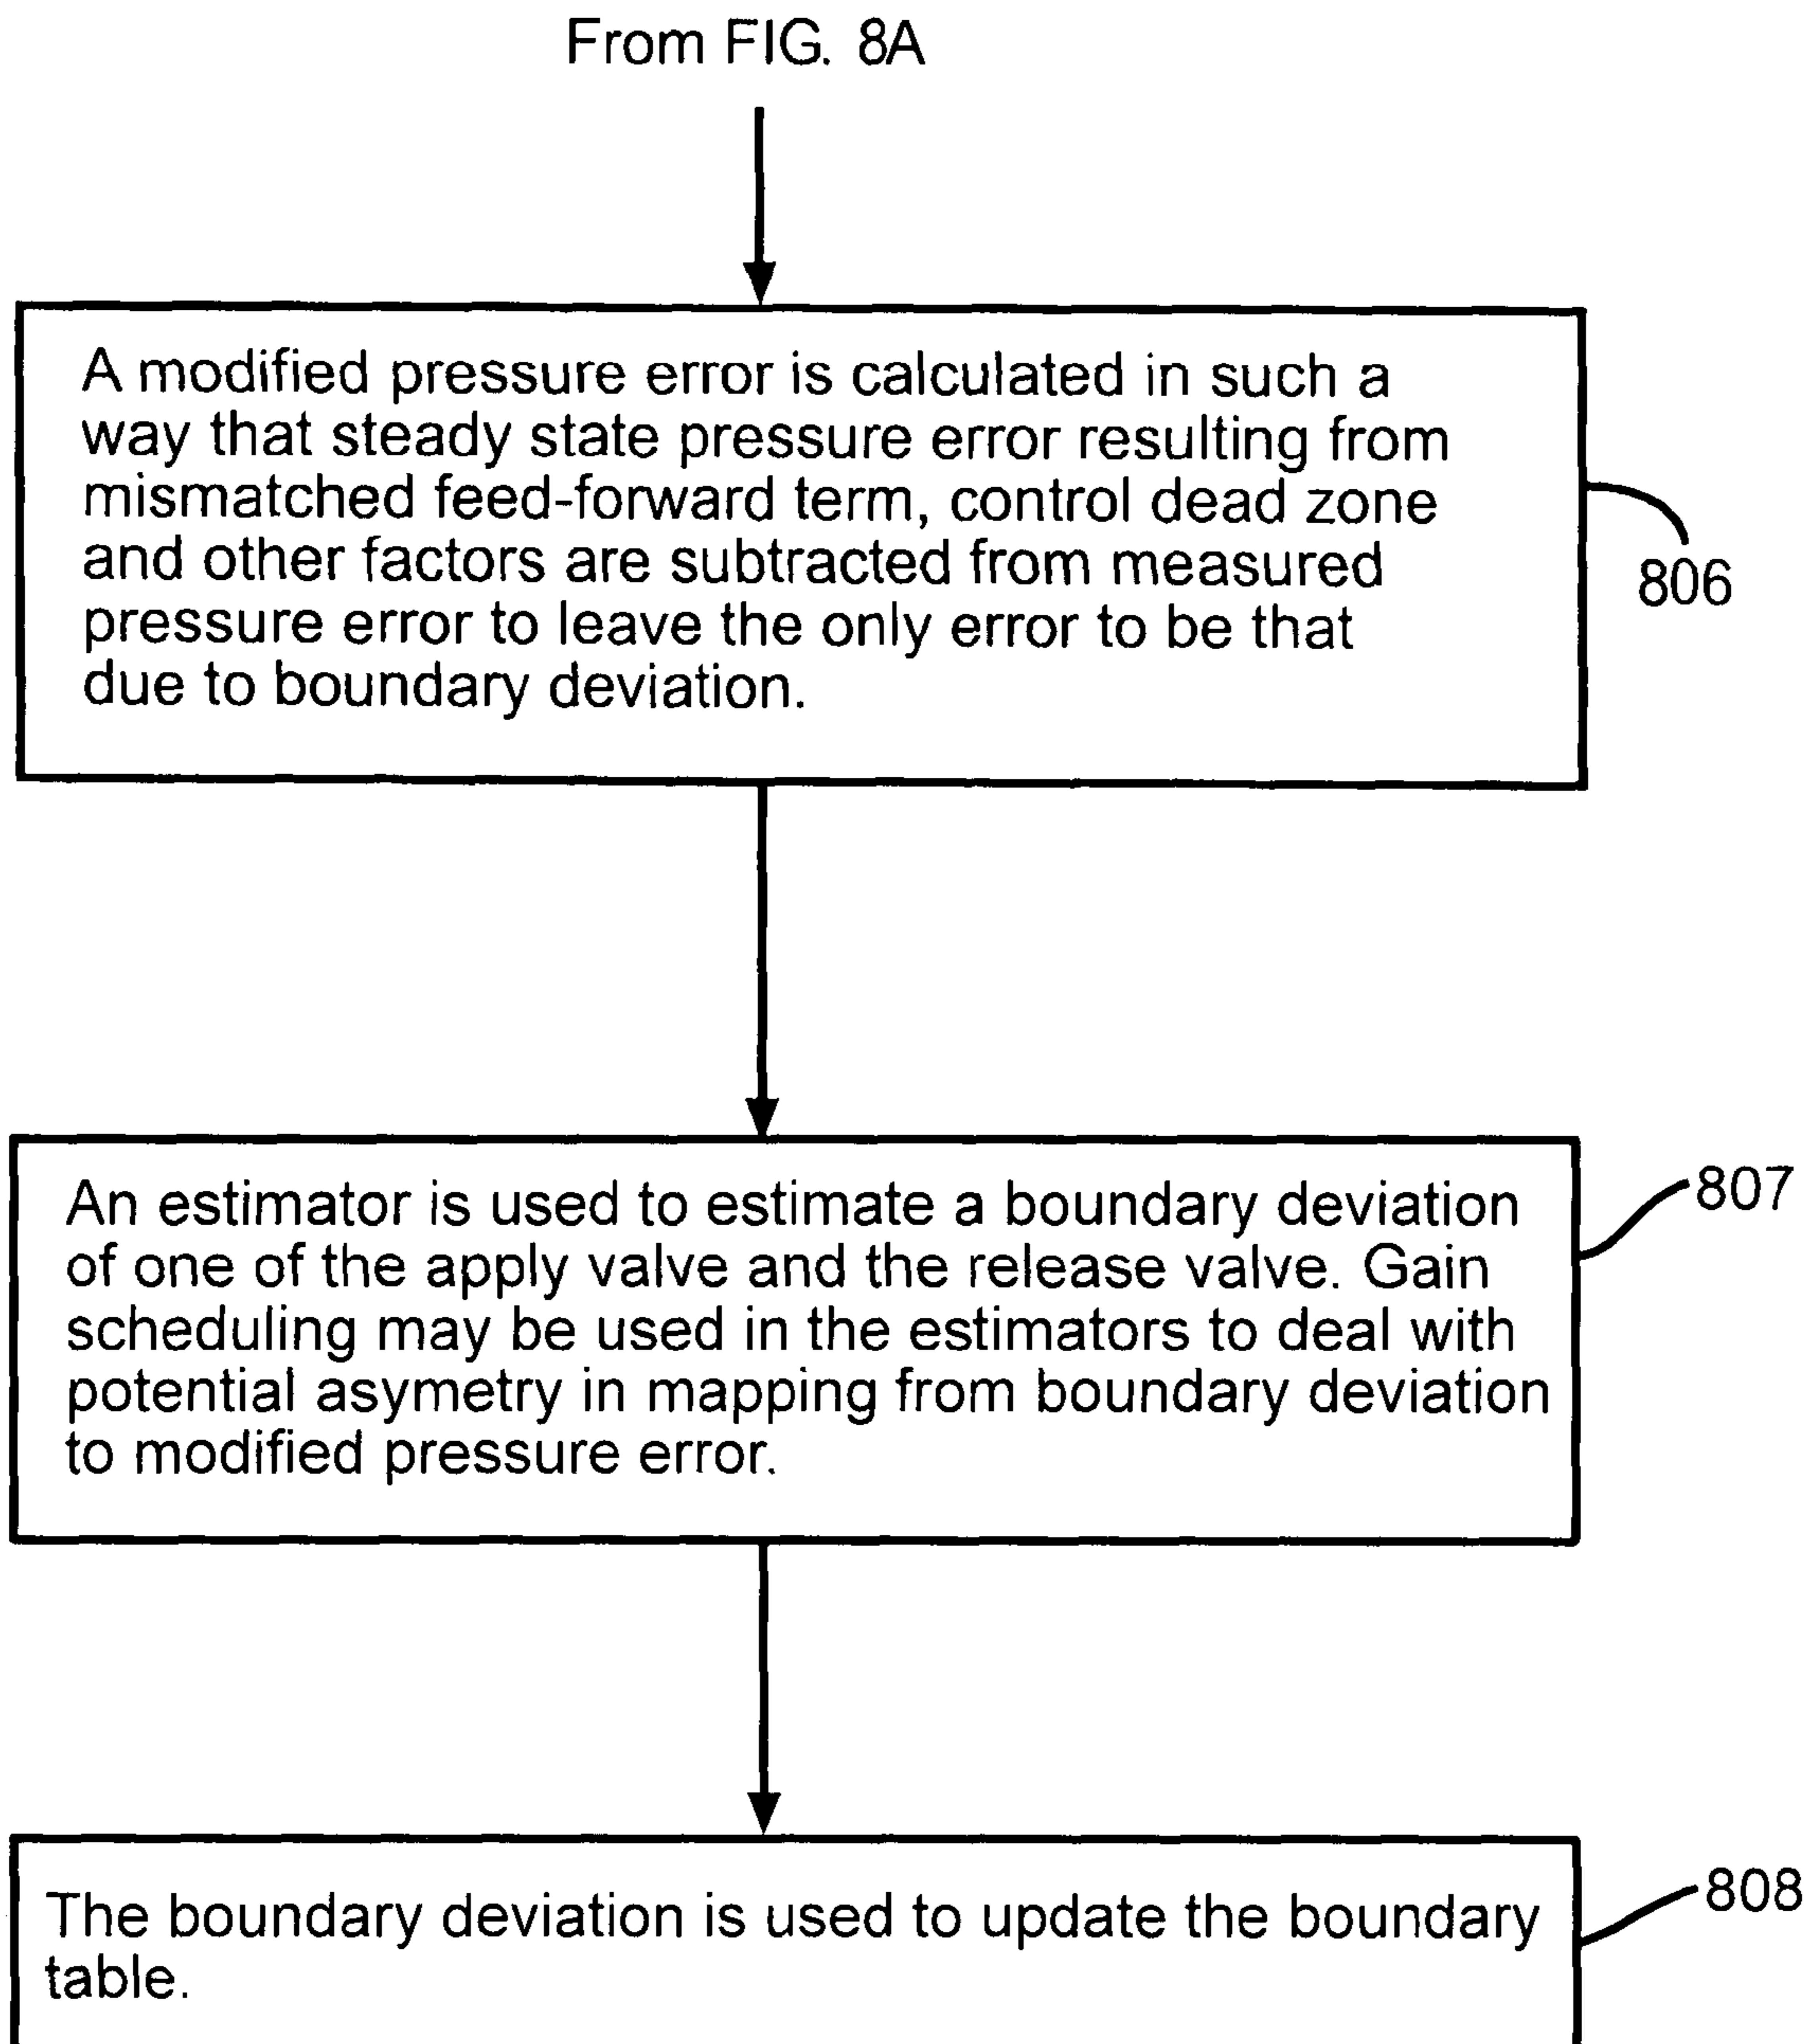 From FIG. 8A
A modified pressure error is calculated in such a
way that steady state pressure error resulting from
mismatched feed-forward term, control dead zone
and other factors are subtracted from measured
pressure error to leave the only error to be that
due to boundary deviation.
806
An estimator is used to estimate a boundary deviation
of one of the apply valve and the release valve. Gain
scheduling may be used in the estimators to deal with
potential asymetry in mapping from boundary deviation
to modified pressure error.
807
The boundary deviation is used to update the boundary
table.
808